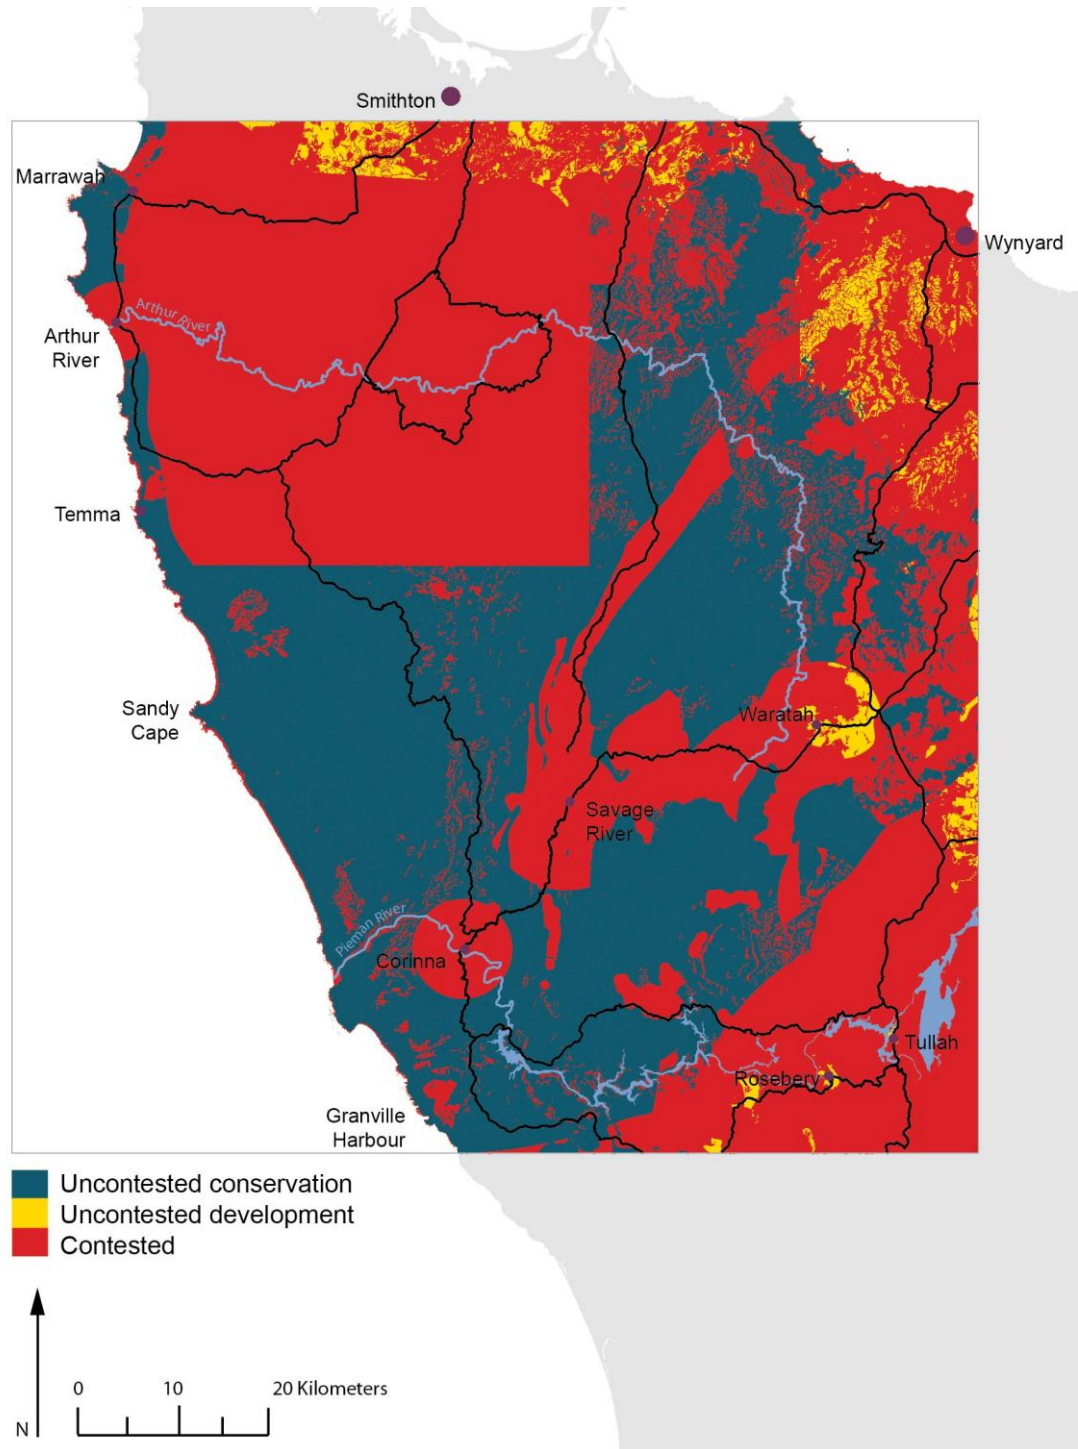 Smithton
Marrawah
Wynyard
Arthur River
Arthur
River
Temma
Sandy
Cape
Waratah
Savage
River
Pieman River
Corinna
Tullah
Rosebery
Granville
Harbour
Uncontested conservation
Uncontested development
Contested
0 10 20 Kilometers
N